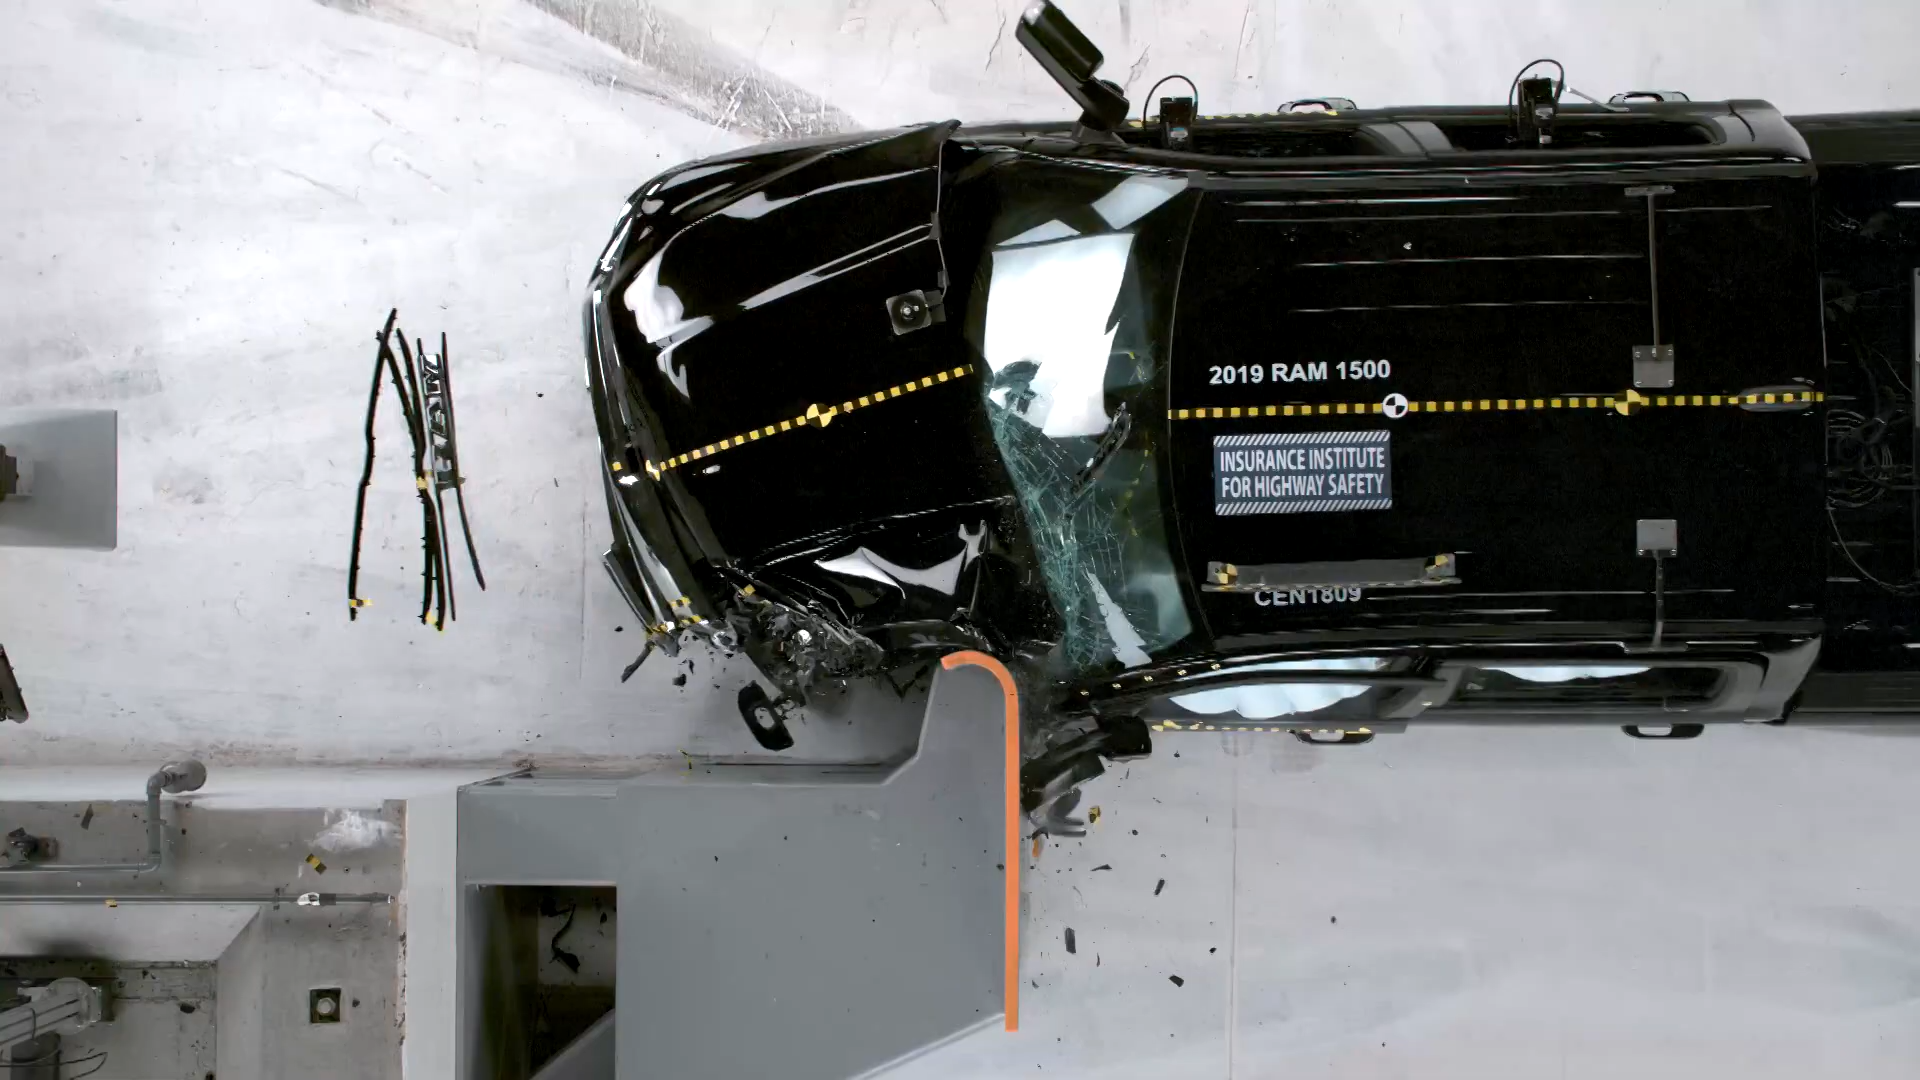 2019 RAM 1500
INSURANCE INSTITUTE
FOR HIGHWAY SAFETY
CEN1809